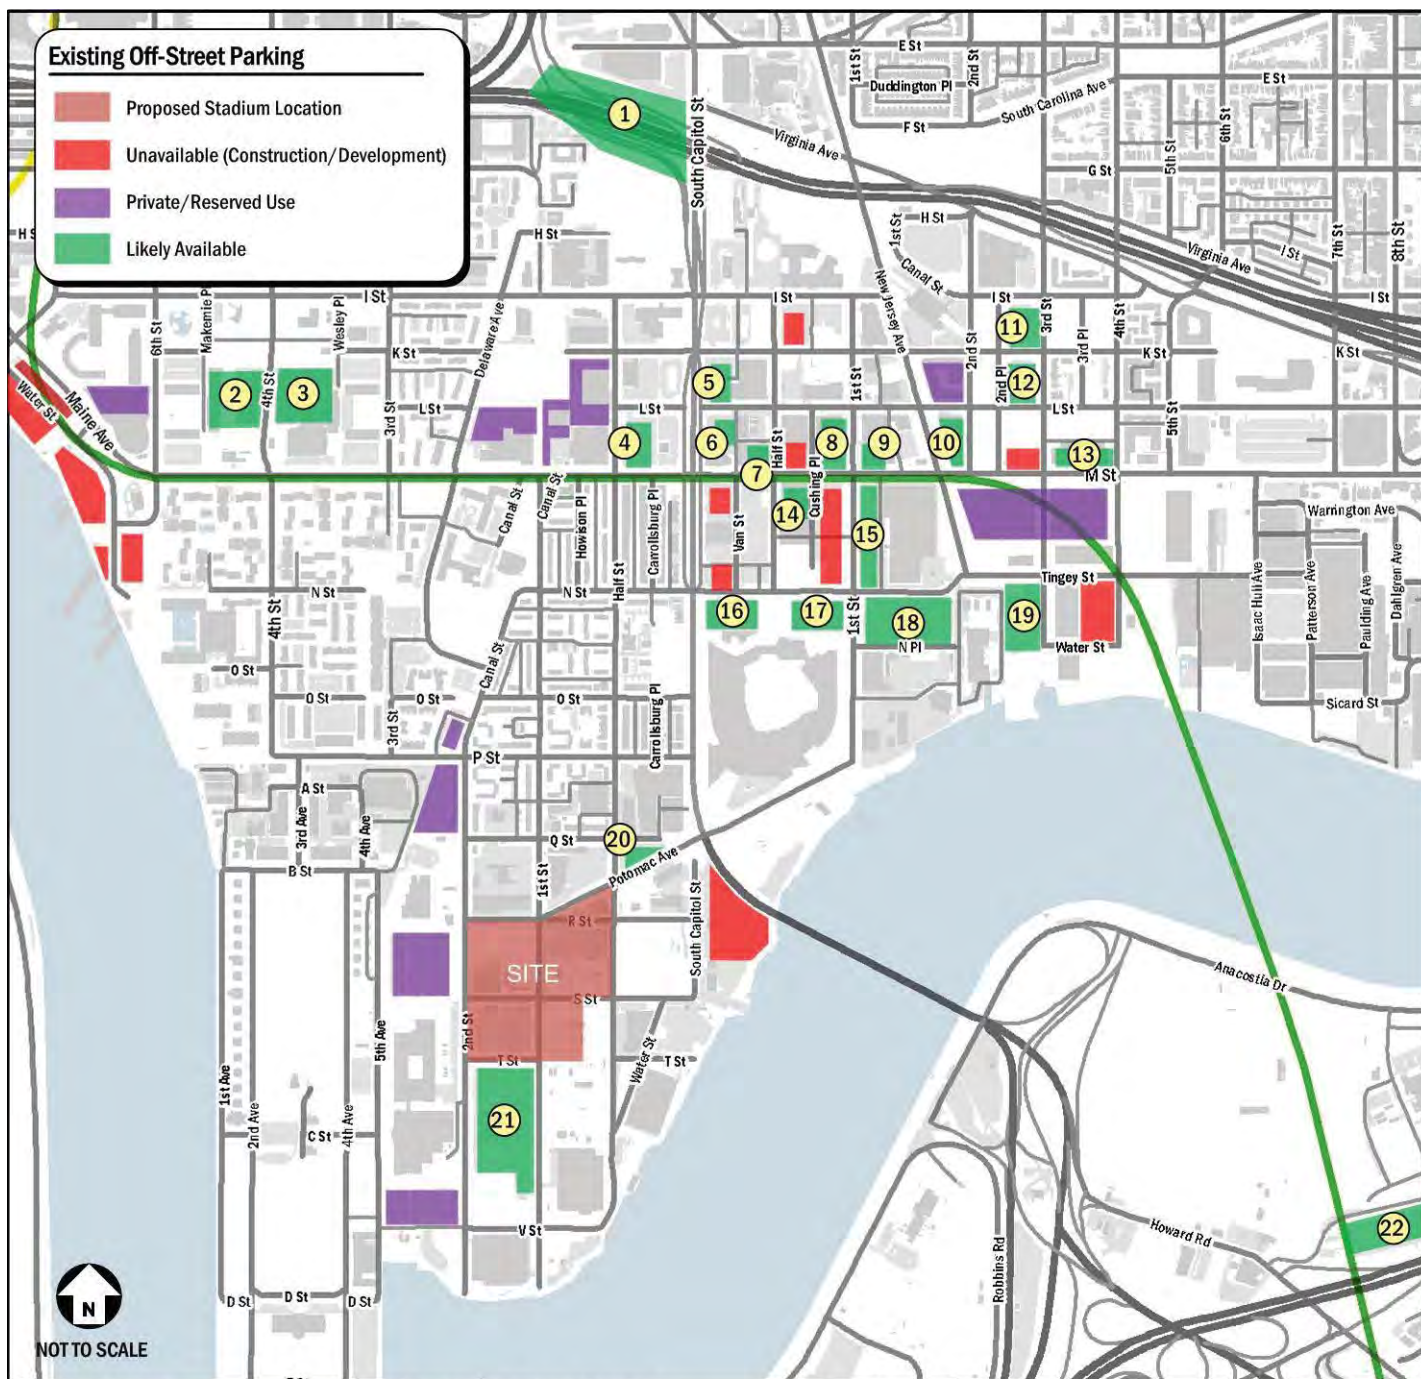 Existing Off-Street Parking
Proposed Stadium Location
Unavailable (Construction/Development)
Private/Reserved Use
Likely Available
E St
1st St
2nd St
Duddington Pl
E St
South Carolina Ave
1
South Capitol St
F St
Virginia Ave
6th St
5th St
G St
H St
H St
1st St
H St
Canal St
Virginia Ave
I St
7th St
8th St
I St
I St
New Jersey Ave
I St
3rd St
4th St
I St
6th St
Makemie P
Wesley Pl
Delaware Ave
11
K St
3rd Pl
K St
K St
2
4th St
3
5
1st St
2nd St
2nd Pl
12
Water St
Maine Ave
3rd St
L St
L St
L St
5th St
4
6
7
Half St
8
9
10
13
M St
Cushing Pl
Canal St
Canal St
Howison Pl
Half St
Carrollsburg Pl
Van St
14
15
Warrington Ave
Isaac Hull Ave
Patterson Ave
Paulding Ave
Dahlgren Ave
N St
N St
Tingey St
4th St
16
17
1st St
18
19
N Pl
Water St
Canal St
O St
O St
O St
O St
3rd St
Carrollsburg Pl
Sicard St
P St
A St
3rd Ave
4th Ave
Q St
20
Potomac Ave
B St
1st St
R St
South Capitol St
SITE
S St
Anacostia Dr
2nd St
5th Ave
T St
Water St
T St
1st Ave
2nd Ave
4th Ave
C St
21
V St
Howard Rd
22
Robbins Rd
N
D St
D St
D St
NOT TO SCALE